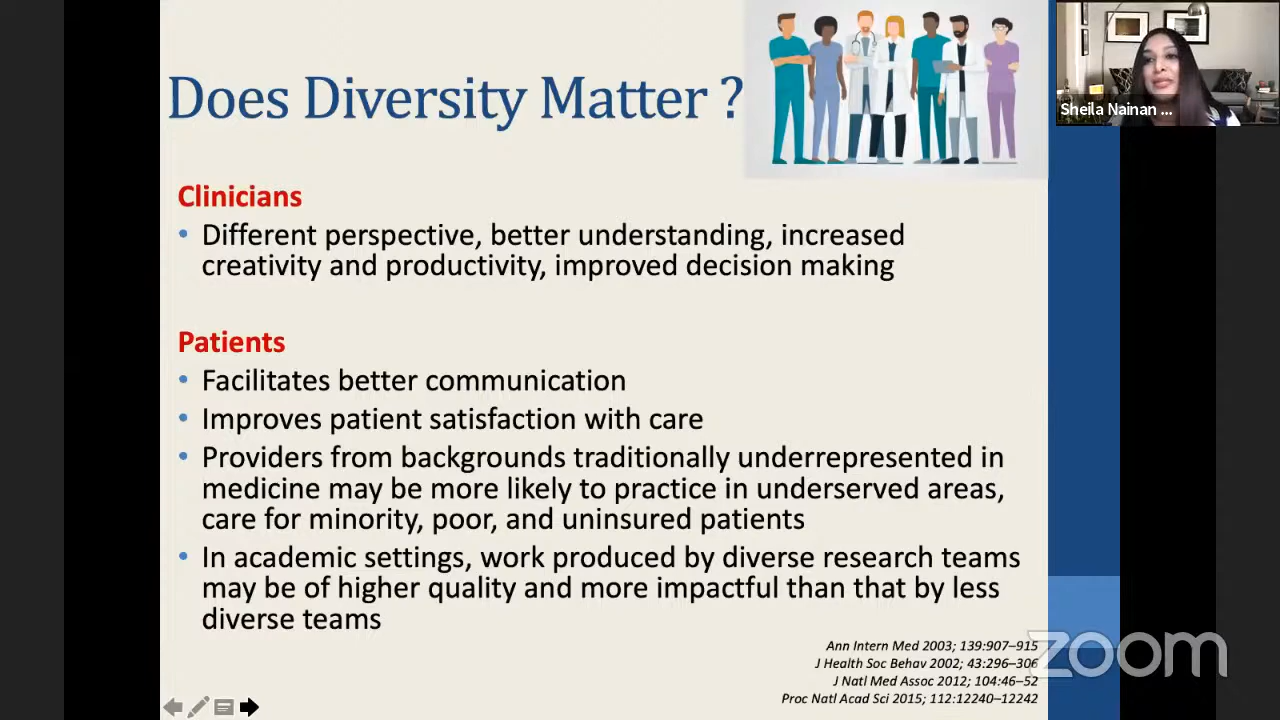 Does Diversity Matter ?
Sheila Nainan ...
Clinicians
• Different perspective, better understanding, increased
creativity and productivity, improved decision making
Patients
• Facilitates better communication
• Improves patient satisfaction with care
• Providers from backgrounds traditionally underrepresented in
medicine may be more likely to practice in underserved areas,
care for minority, poor, and uninsured patients
• In academic settings, work produced by diverse research teams
may be of higher quality and more impactful than that by less
diverse teams
Ann Intern Med 2003; 139:907–915
J Health Soc Behav 2002; 43:296–306
J Natl Med Assoc 2012; 104:46–52
Proc Natl Acad Sci 2015; 112:12240–12242
zoom